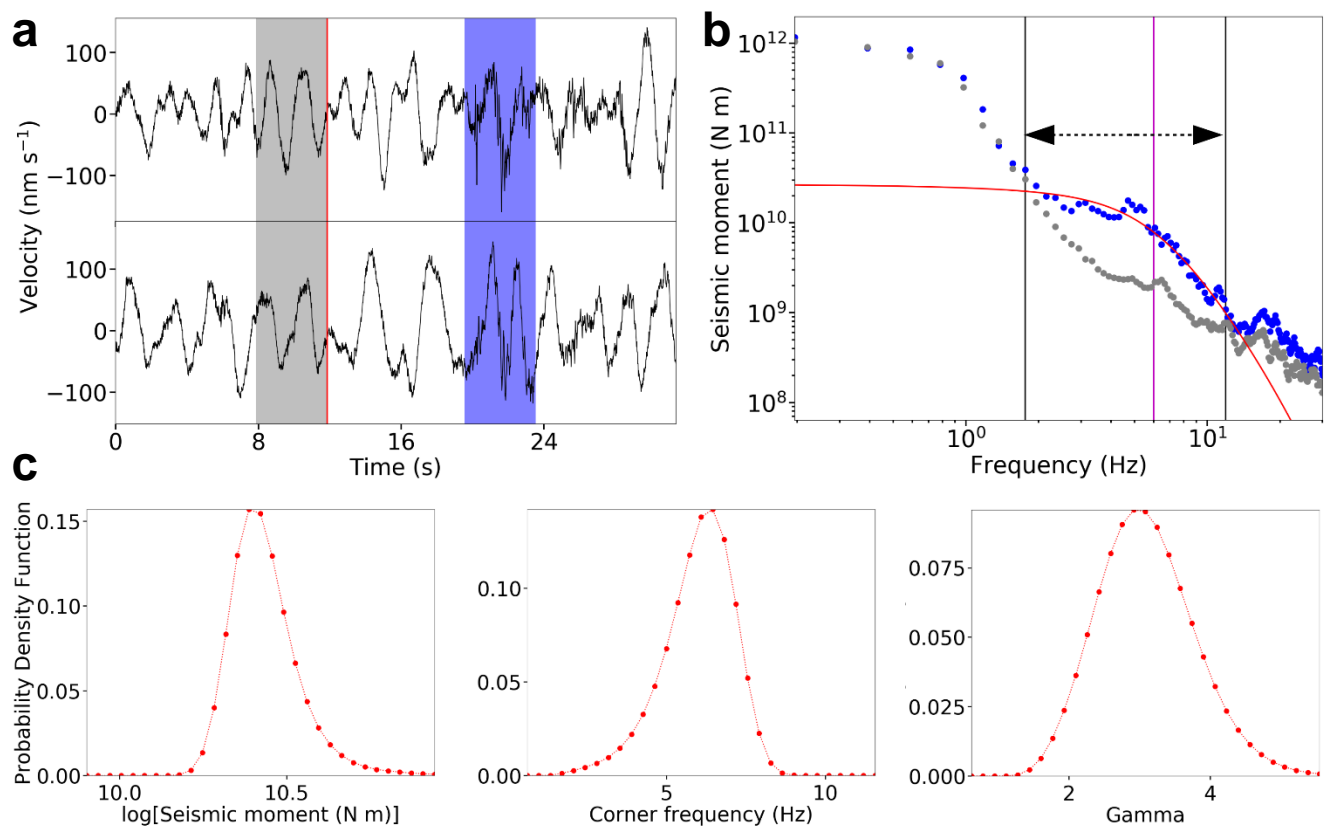 a
Velocity (nm s⁻¹)
100
0
−100
100
0
−100
0 8 16 24
Time (s)
b
Seismic moment (N m)
10¹²
10¹¹
10¹⁰
10⁹
10⁸
10⁰ 10¹
Frequency (Hz)
c
Probability Density Function
0.15
0.10
0.05
0.00
10.0 10.5
log[Seismic moment (N m)]
0.10
0.05
0.00
5 10
Corner frequency (Hz)
0.075
0.050
0.025
0.000
2 4
Gamma